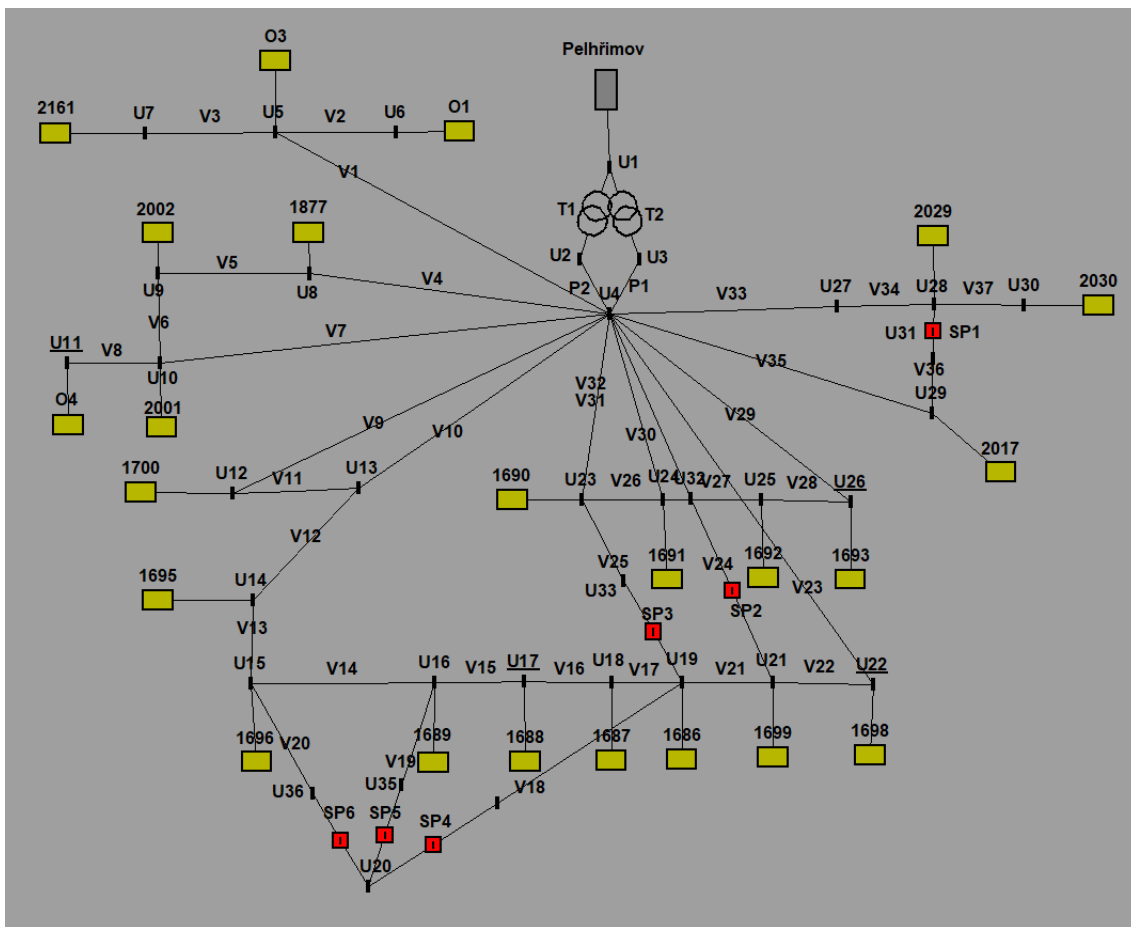 O3
Pelhřimov
2161
U7
V3
U5
V2
U6
O1
U1
V1
T1
T2
2002
1877
2029
U2
U3
V5
V4
U9
U8
P2
U4
P1
V33
U27
V34
U28
V37
U30
2030
V6
V7
U31
SP1
U11
V8
U10
V35
V36
U29
O4
2001
V32
V31
V29
V9
V10
V30
2017
1700
U12
V11
U13
1690
U23
V26
U24
U32
V27
U25
V28
U26
V12
1691
1692
1693
V25
V24
V23
1695
U14
U33
SP2
SP3
V13
U15
V14
U16
V15
U17
V16
U18
V17
U19
V21
U21
V22
U22
1696
V20
1689
1688
1687
1686
1699
1698
V19
U35
V18
U36
SP6
SP5
SP4
U20